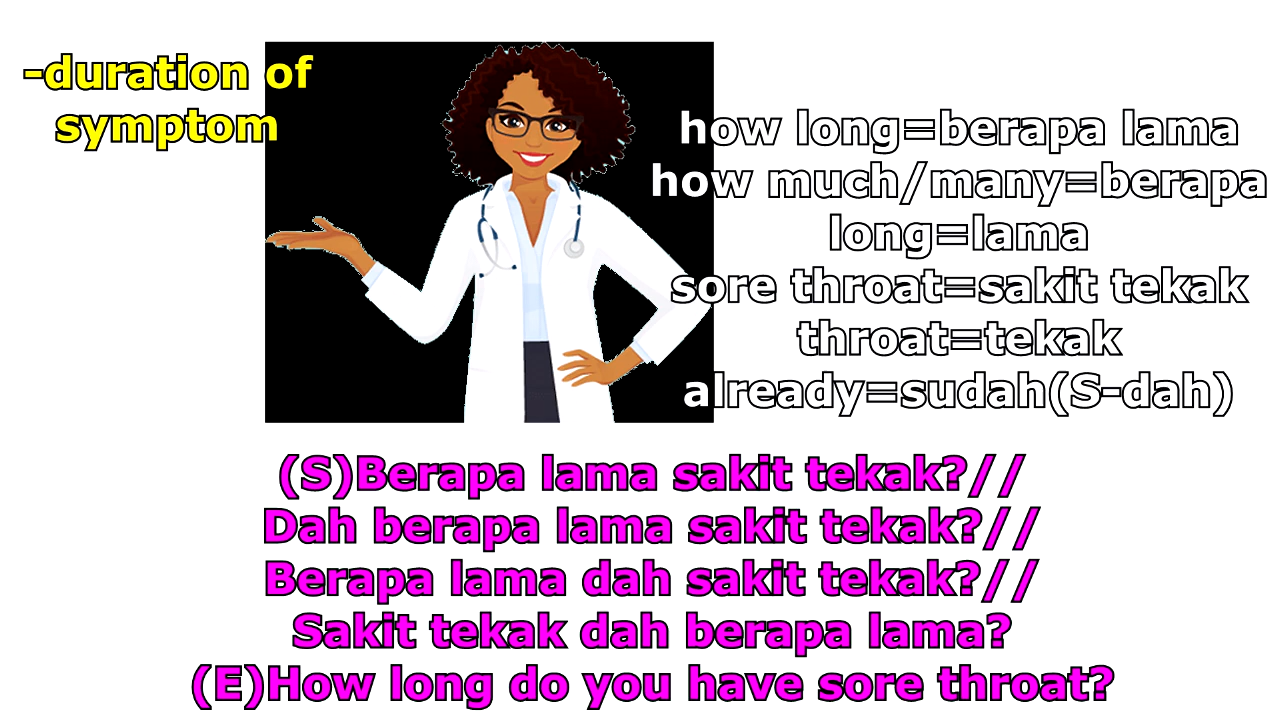 -duration of
symptom
how long=berapa lama
how much/many=berapa
long=lama
sore throat=sakit tekak
throat=tekak
already=sudah(S-dah)
(S)Berapa lama sakit tekak?//
Dah berapa lama sakit tekak?//
Berapa lama dah sakit tekak?//
Sakit tekak dah berapa lama?
(E)How long do you have sore throat?